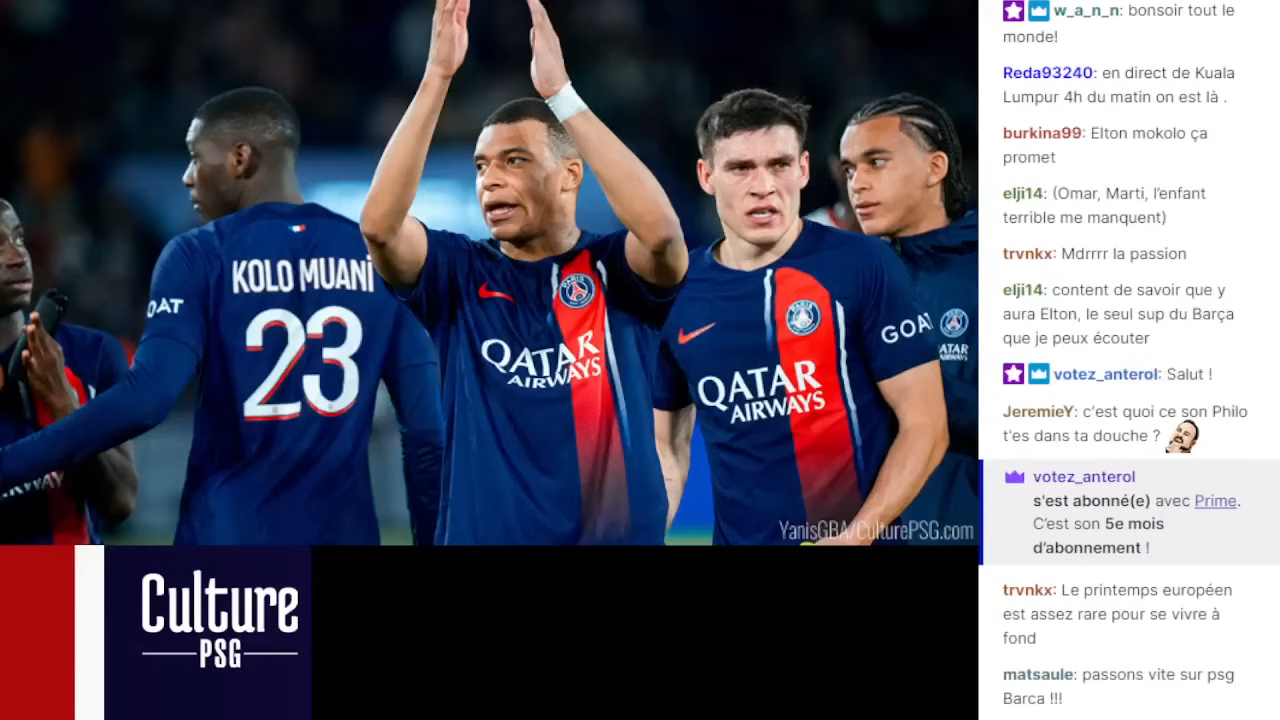 KOLO MUANI
23
OAT
QATAR
AIRWAYS
PARIS
QATAR
AIRWAYS
PARIS
GOAT
YanisGBA/CulturePSG.com
Culture
PSG
w_a_n_n: bonsoir tout le
monde!
Reda93240: en direct de Kuala
Lumpur 4h du matin on est là .
burkina99: Elton mokolo ça
promet
elji14: (Omar, Marti, l’enfant
terrible me manquent)
trvnkx: Mdrrrr la passion
elji14: content de savoir que y
aura Elton, le seul sup du Barça
que je peux écouter
votez_anterol: Salut !
JeremieY: c'est quoi ce son Philo
t'es dans ta douche ?
votez_anterol
s'est abonné(e) avec Prime.
C’est son 5e mois
d’abonnement !
trvnkx: Le printemps européen
est assez rare pour se vivre à
fond
matsaule: passons vite sur psg
Barca !!!